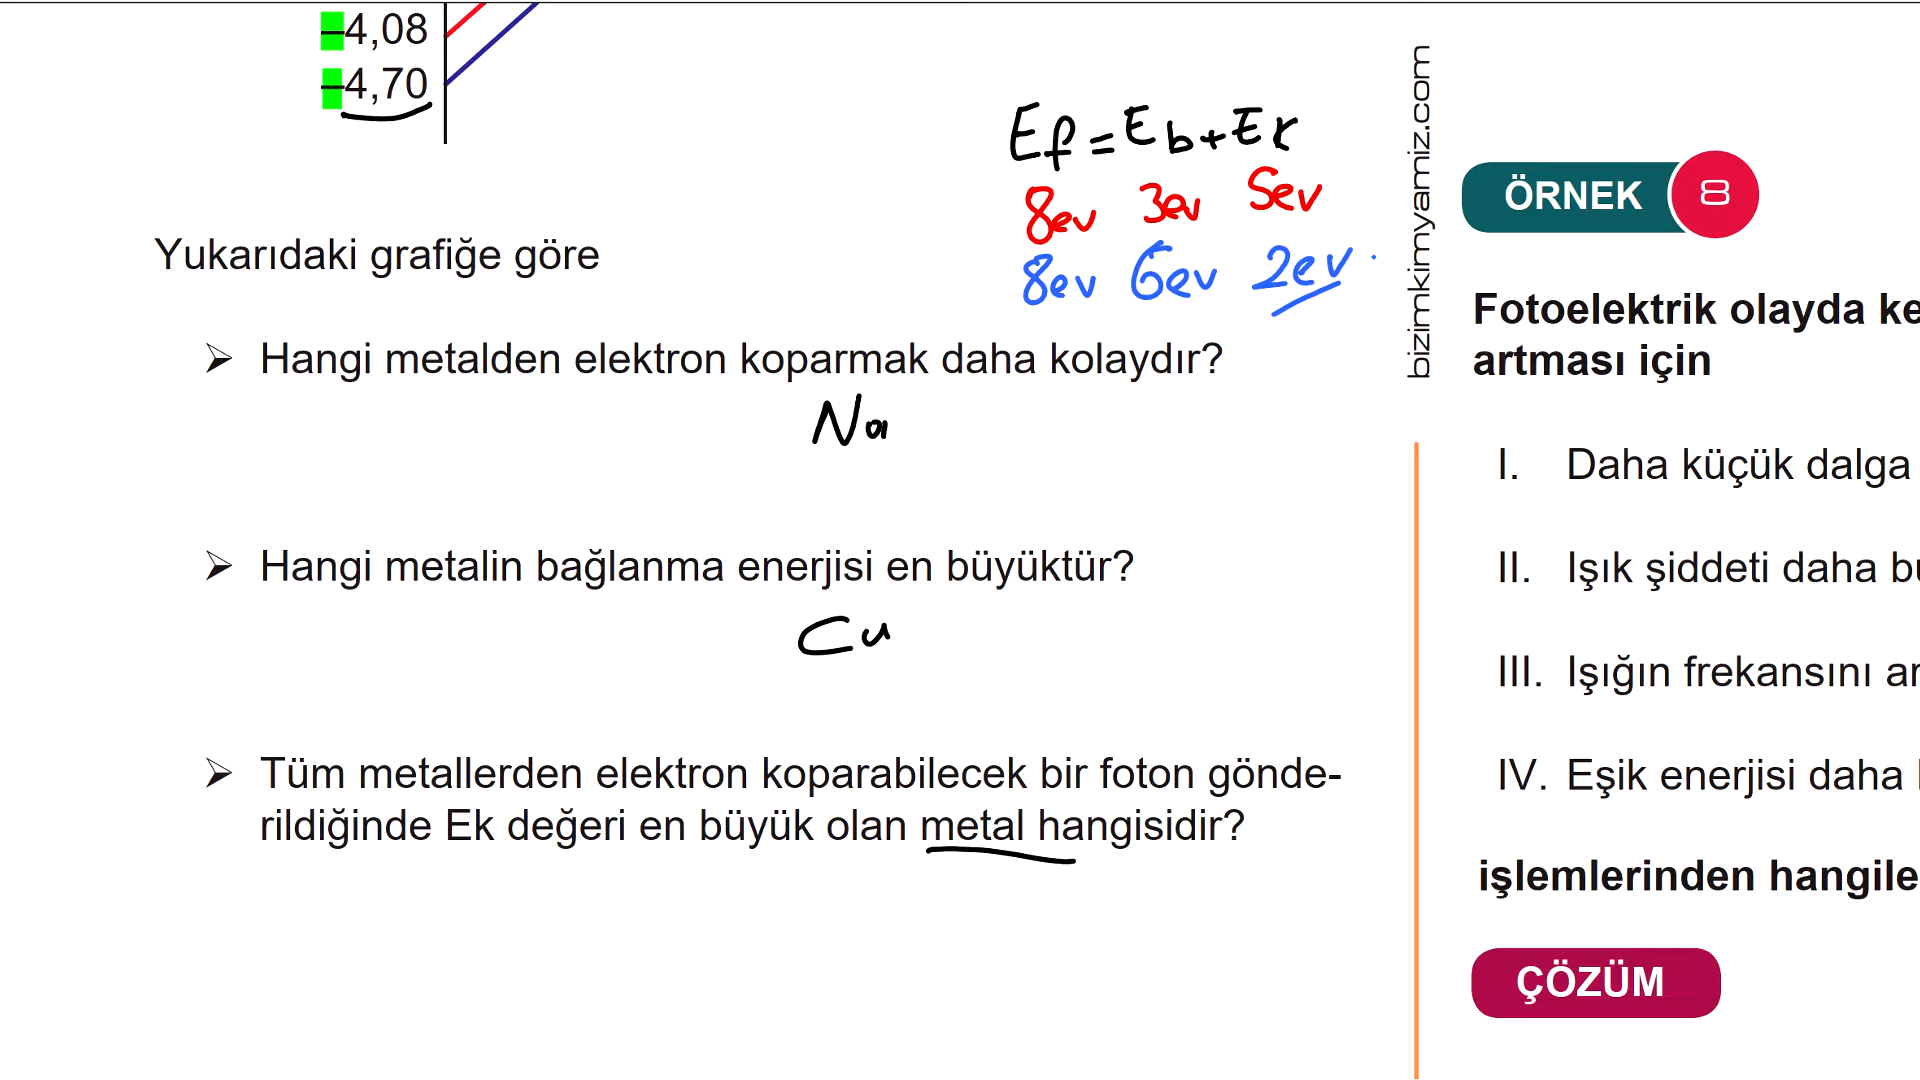 -4,08
-4,70
Ef = Eb + Ek
8ev 3ev 5ev
8ev 6ev 2ev
Yukarıdaki grafiğe göre
➢ Hangi metalden elektron koparmak daha kolaydır?
Na
➢ Hangi metalin bağlanma enerjisi en büyüktür?
Cu
➢ Tüm metallerden elektron koparabilecek bir foton gönde-
rildiğinde Ek değeri en büyük olan metal hangisidir?
bizimkimyamiz.com
ÖRNEK 8
Fotoelektrik olayda ke
artması için
I. Daha küçük dalga
II. Işık şiddeti daha bü
III. Işığın frekansını ar
IV. Eşik enerjisi daha
işlemlerinden hangile
ÇÖZÜM